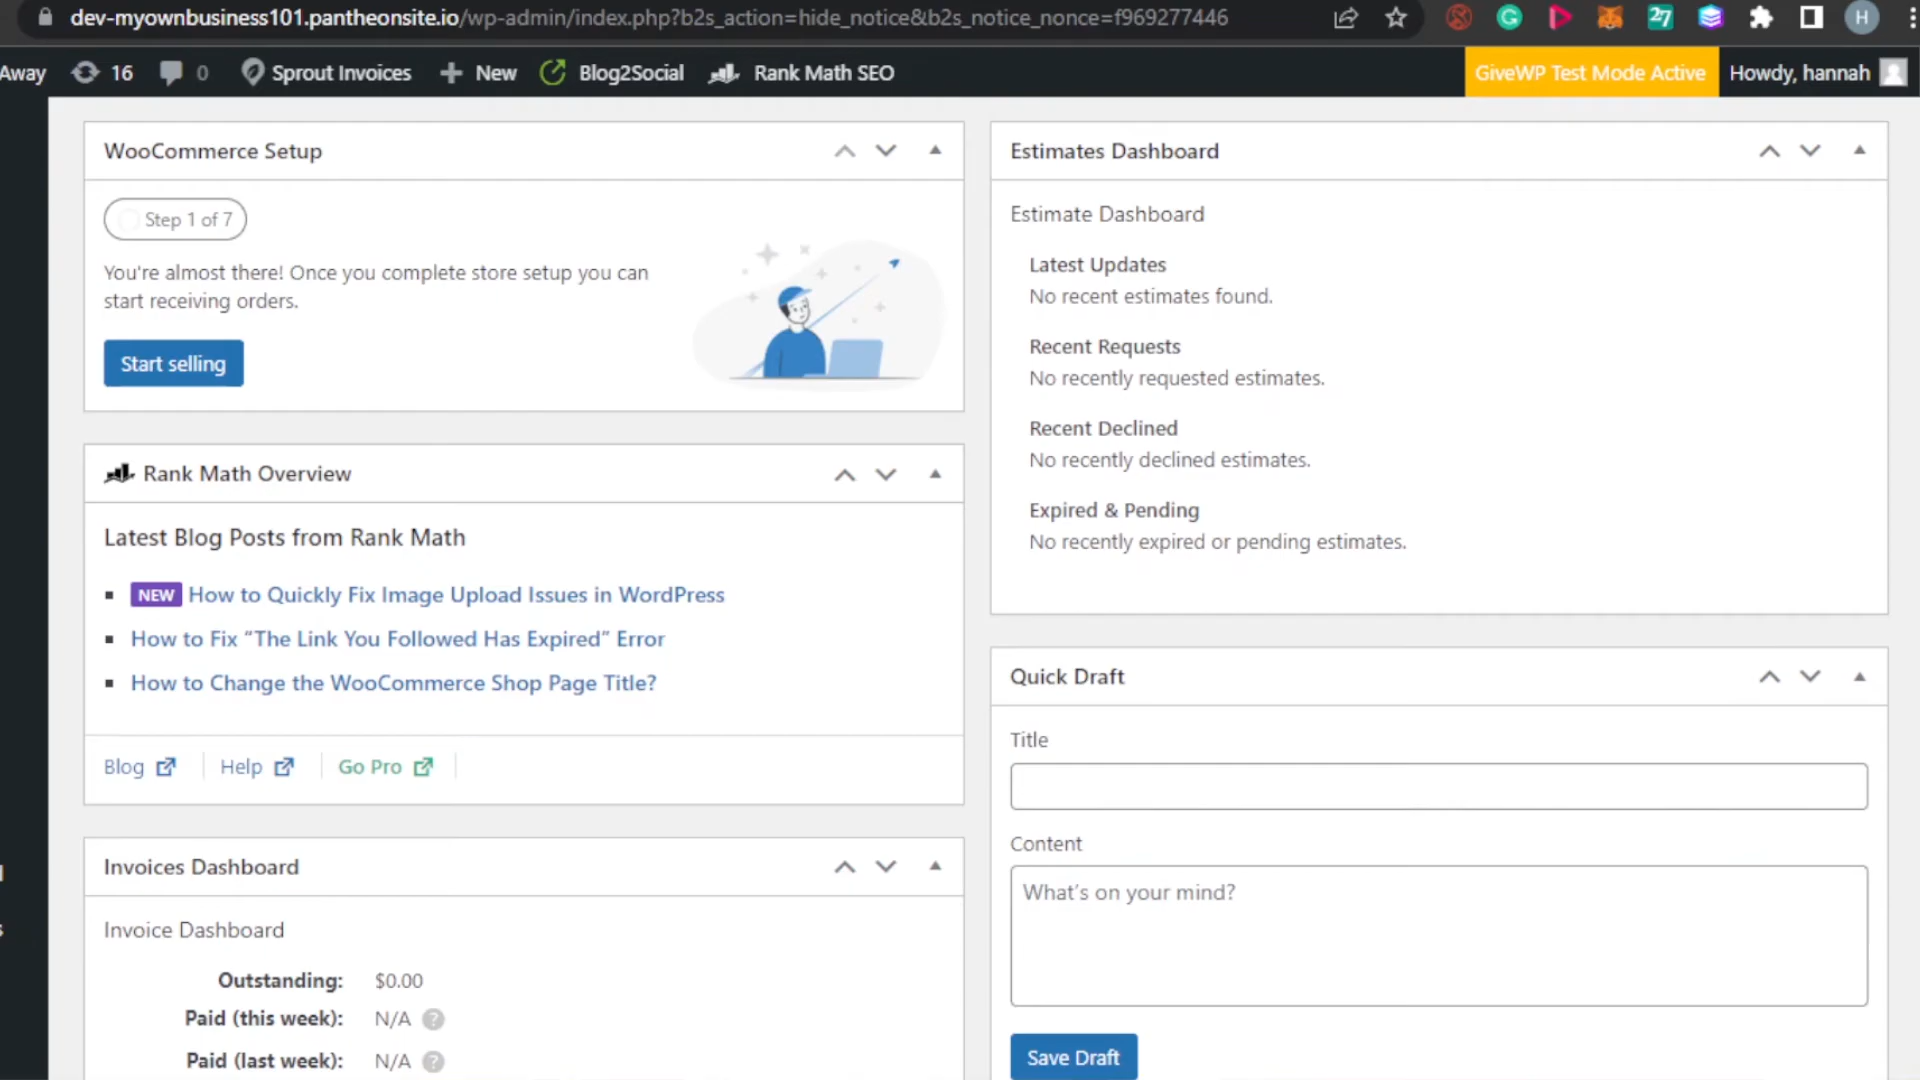 dev-myownbusiness101.pantheonsite.io/wp-admin/index.php?b2s_action=hide_notice&b2s_notice_nonce=f969277446
27
H
Away 16 0 Sprout Invoices New Blog2Social Rank Math SEO GiveWP Test Mode Active Howdy, hannah
WooCommerce Setup
Step 1 of 7
You're almost there! Once you complete store setup you can
start receiving orders.
Start selling
Rank Math Overview
Latest Blog Posts from Rank Math
NEW How to Quickly Fix Image Upload Issues in WordPress
How to Fix “The Link You Followed Has Expired” Error
How to Change the WooCommerce Shop Page Title?
Blog Help Go Pro
Invoices Dashboard
Invoice Dashboard
Outstanding: $0.00
Paid (this week): N/A ?
Paid (last week): N/A ?
Estimates Dashboard
Estimate Dashboard
Latest Updates
No recent estimates found.
Recent Requests
No recently requested estimates.
Recent Declined
No recently declined estimates.
Expired & Pending
No recently expired or pending estimates.
Quick Draft
Title
Content
What's on your mind?
Save Draft